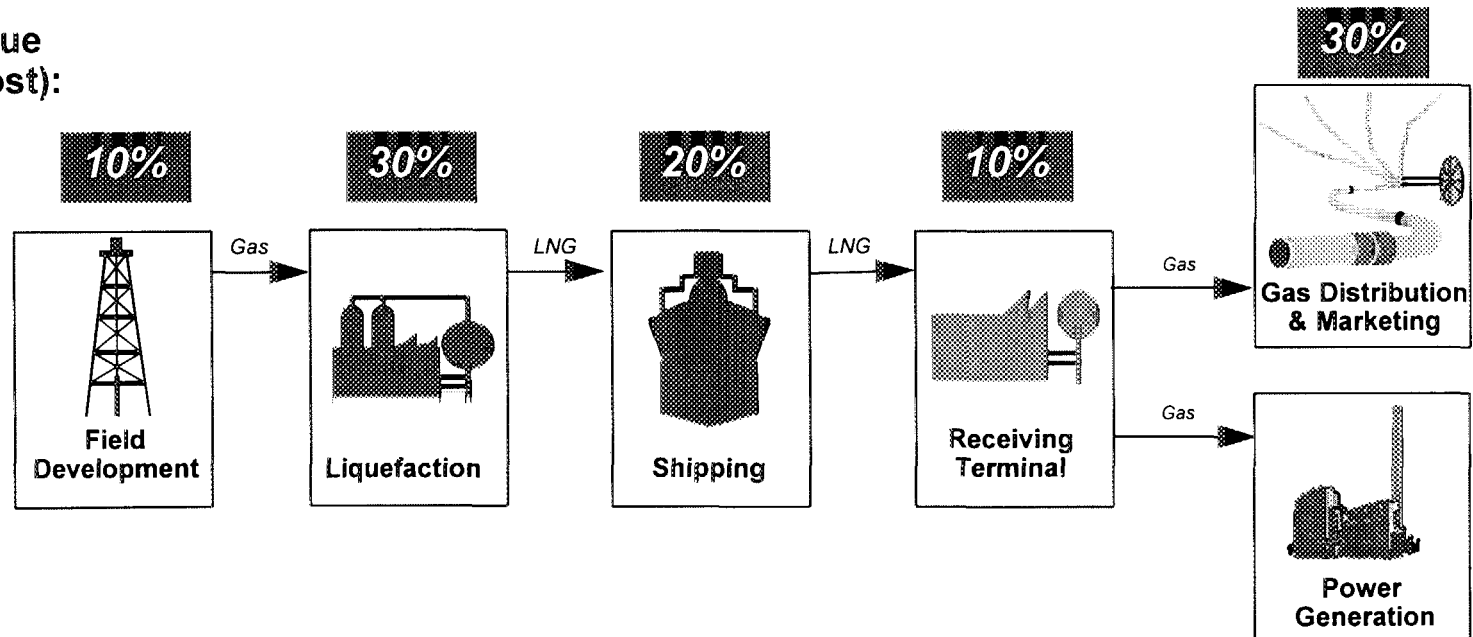 ue
ost):
10%
30%
20%
10%
30%
Gas
LNG
LNG
Gas
Gas
Field
Development
Liquefaction
Shipping
Receiving
Terminal
Gas Distribution
& Marketing
Power
Generation